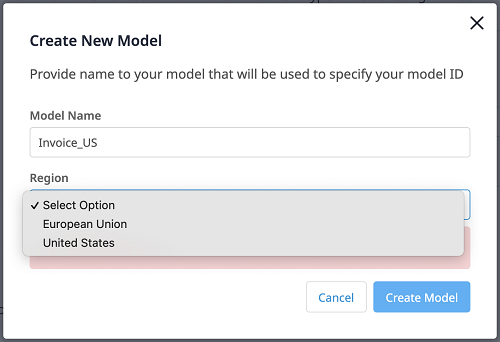 Create New Model
Provide name to your model that will be used to specify your model ID
Model Name
Invoice_US
Region
✓ Select Option
European Union
United States
Cancel
Create Model